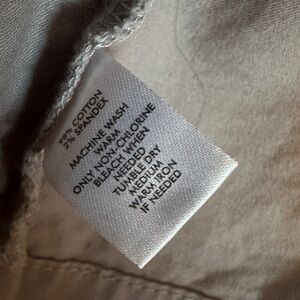 98% COTTON
2% SPANDEX
MACHINE WASH
WARM
ONLY NON-CHLORINE
BLEACH WHEN
NEEDED
TUMBLE DRY
MEDIUM
WARM IRON
IF NEEDED